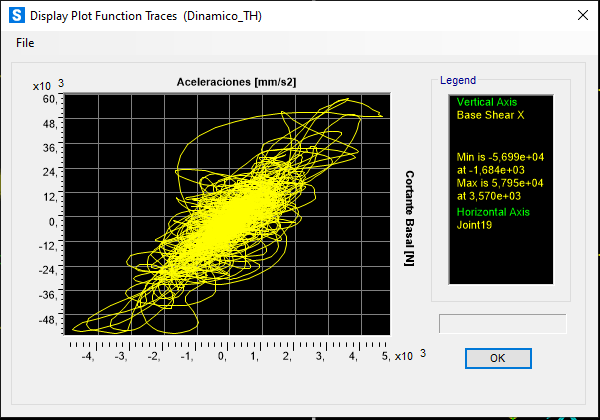 Display Plot Function Traces (Dinamico_TH)
File
Aceleraciones [mm/s2]
x10 3
60,
48,
36,
24,
12,
0,
-12,
-24,
-36,
-48,
-4, -3, -2, -1, 0, 1, 2, 3, 4, 5, x10 3
Cortante Basal [N]
Legend
Vertical Axis
Base Shear X
Min is -5,699e+04
at -1,684e+03
Max is 5,795e+04
at 3,570e+03
Horizontal Axis
Joint19
OK